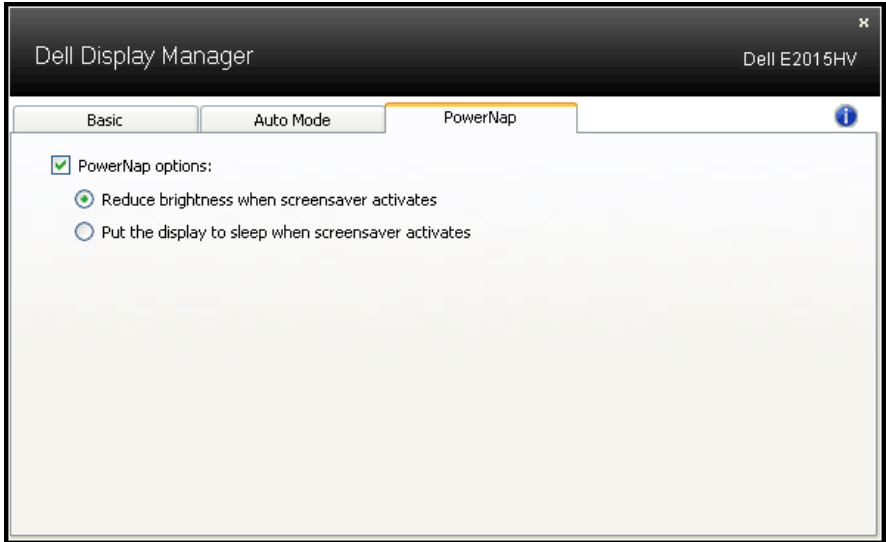 Dell Display Manager
Dell E2015HV
Basic
Auto Mode
PowerNap
PowerNap options:
Reduce brightness when screensaver activates
Put the display to sleep when screensaver activates